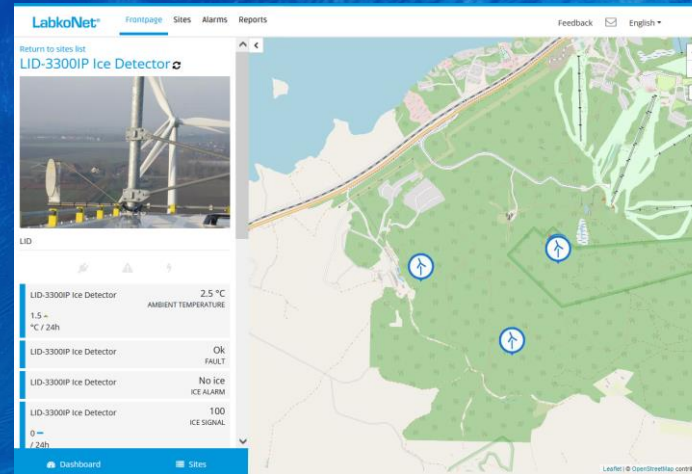 LabkoNet®
Frontpage Sites Alarms Reports
Feedback English
Return to sites list
LID-3300IP Ice Detector
LID
LID-3300IP Ice Detector 2.5 °C
AMBIENT TEMPERATURE
1.5
°C / 24h
LID-3300IP Ice Detector Ok
FAULT
LID-3300IP Ice Detector No ice
ICE ALARM
LID-3300IP Ice Detector 100
ICE SIGNAL
0
/ 24h
Dashboard Sites
Leaflet | © OpenStreetMap contri